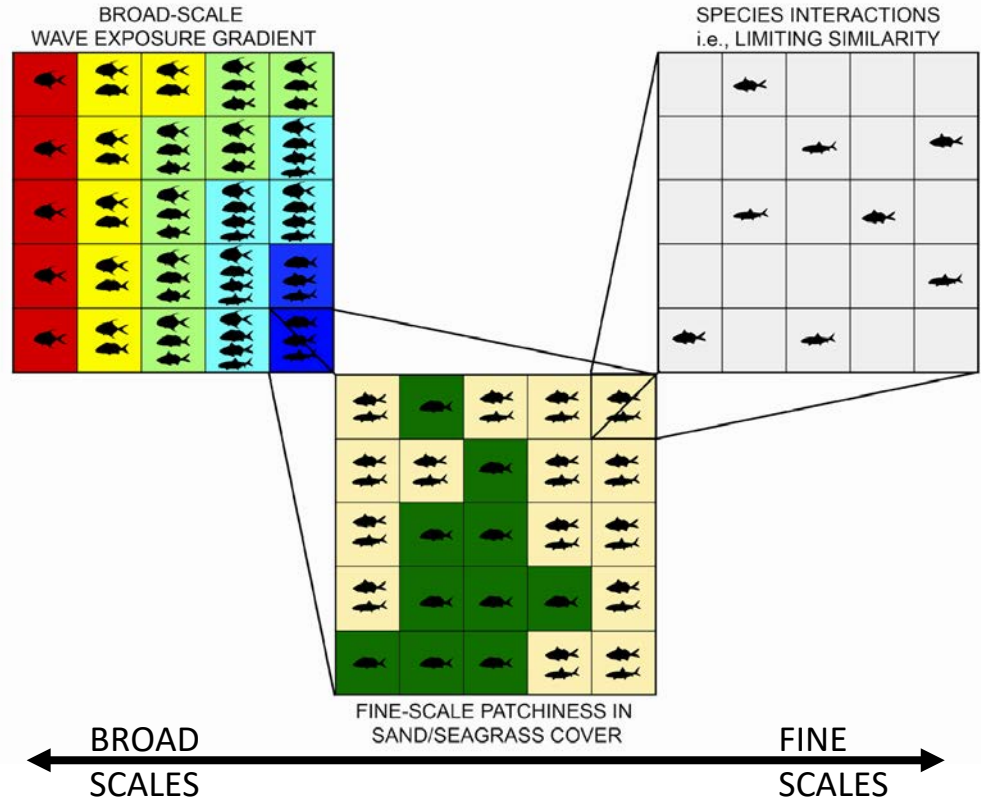 BROAD-SCALE
WAVE EXPOSURE GRADIENT
SPECIES INTERACTIONS
i.e., LIMITING SIMILARITY
FINE-SCALE PATCHINESS IN
SAND/SEAGRASS COVER
BROAD
SCALES
FINE
SCALES